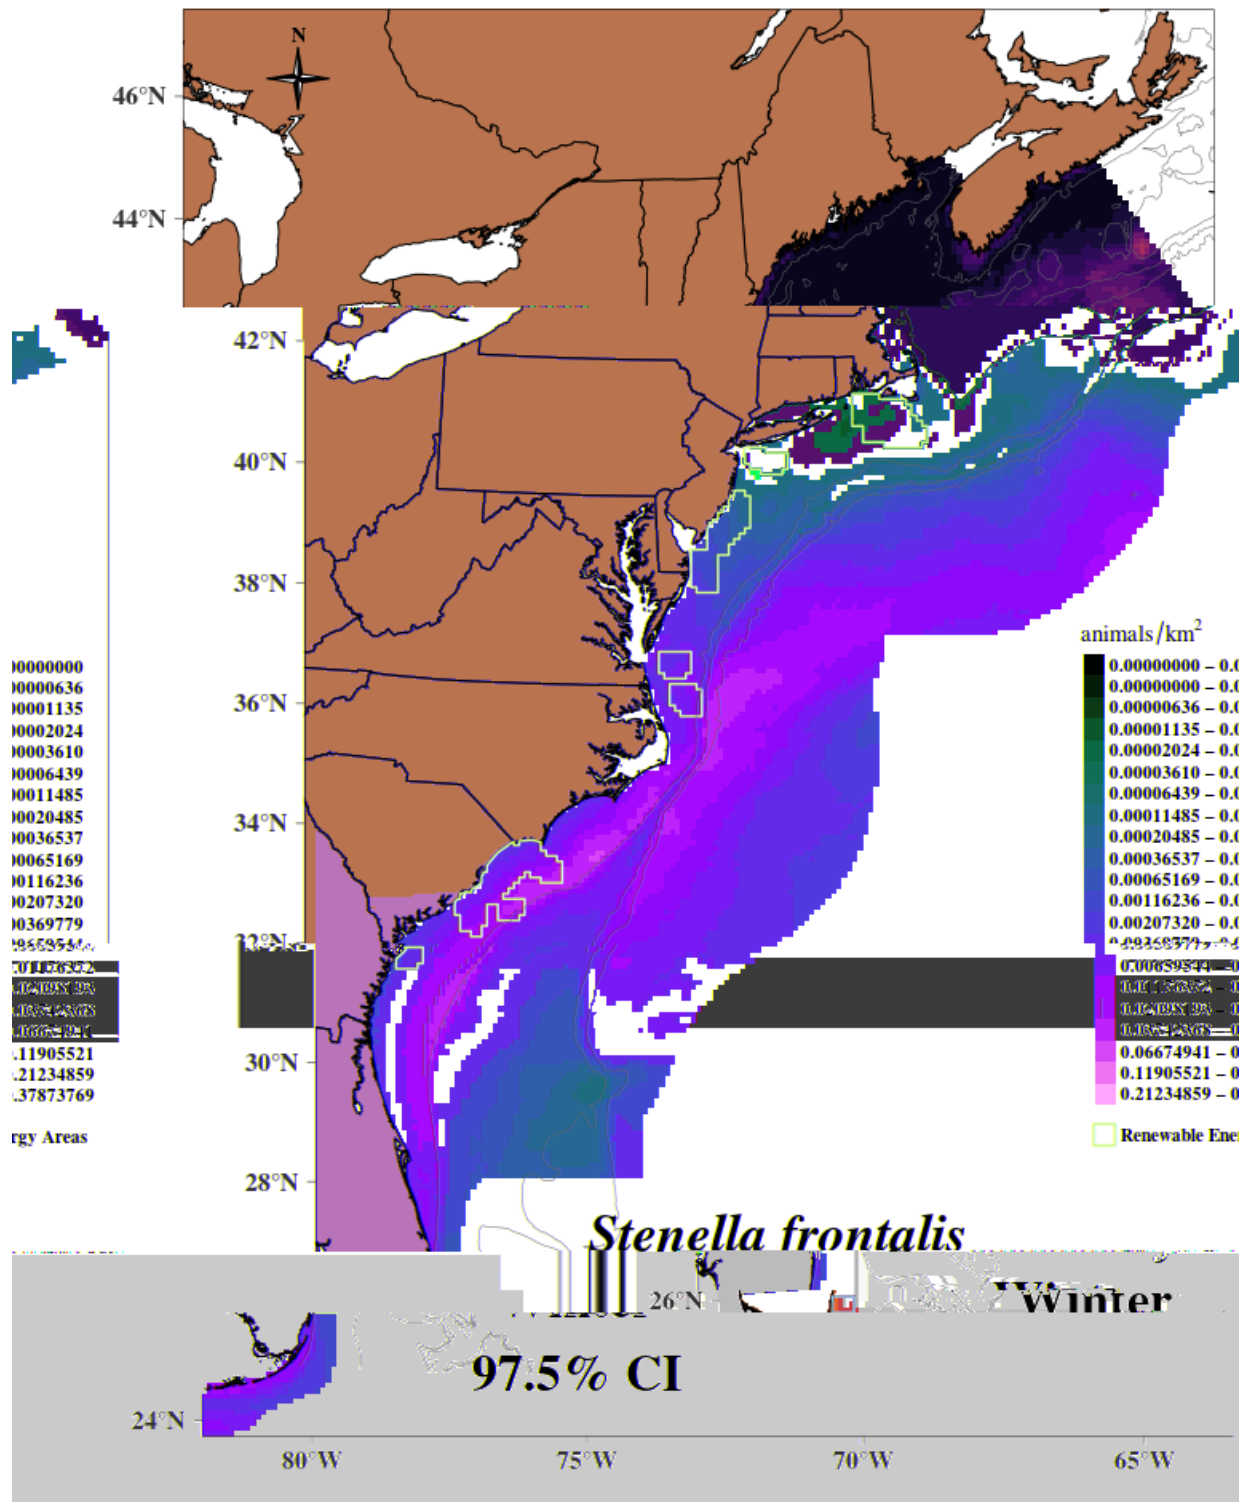 N
46°N
44°N
42°N
40°N
38°N
36°N
34°N
32°N
30°N
28°N
26°N
24°N
80°W
75°W
70°W
65°W
00000000
00000636
00001135
00002024
00003610
00006439
00011485
00020485
00036537
00065169
00116236
00207320
00369779
.11905521
.21234859
.37873769
rgy Areas
animals/km²
0.00000000 – 0.0
0.00000000 – 0.0
0.00000636 – 0.0
0.00001135 – 0.0
0.00002024 – 0.0
0.00003610 – 0.0
0.00006439 – 0.0
0.00011485 – 0.0
0.00020485 – 0.0
0.00036537 – 0.0
0.00065169 – 0.0
0.00116236 – 0.0
0.00207320 – 0.0
0.06674941 – 0
0.11905521 – 0
0.21234859 – 0
Renewable Ener
Stenella frontalis
Winter
97.5% CI